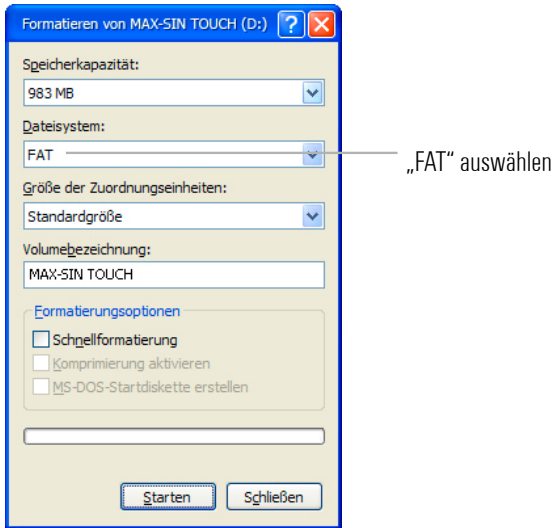 Formatieren von MAX-SIN TOUCH (D:)
Speicherkapazität:
983 MB
Dateisystem:
FAT
„FAT“ auswählen
Größe der Zuordnungseinheiten:
Standardgröße
Volumebezeichnung:
MAX-SIN TOUCH
Formatierungsoptionen
Schnellformatierung
Komprimierung aktivieren
MS-DOS-Startdiskette erstellen
Starten Schließen